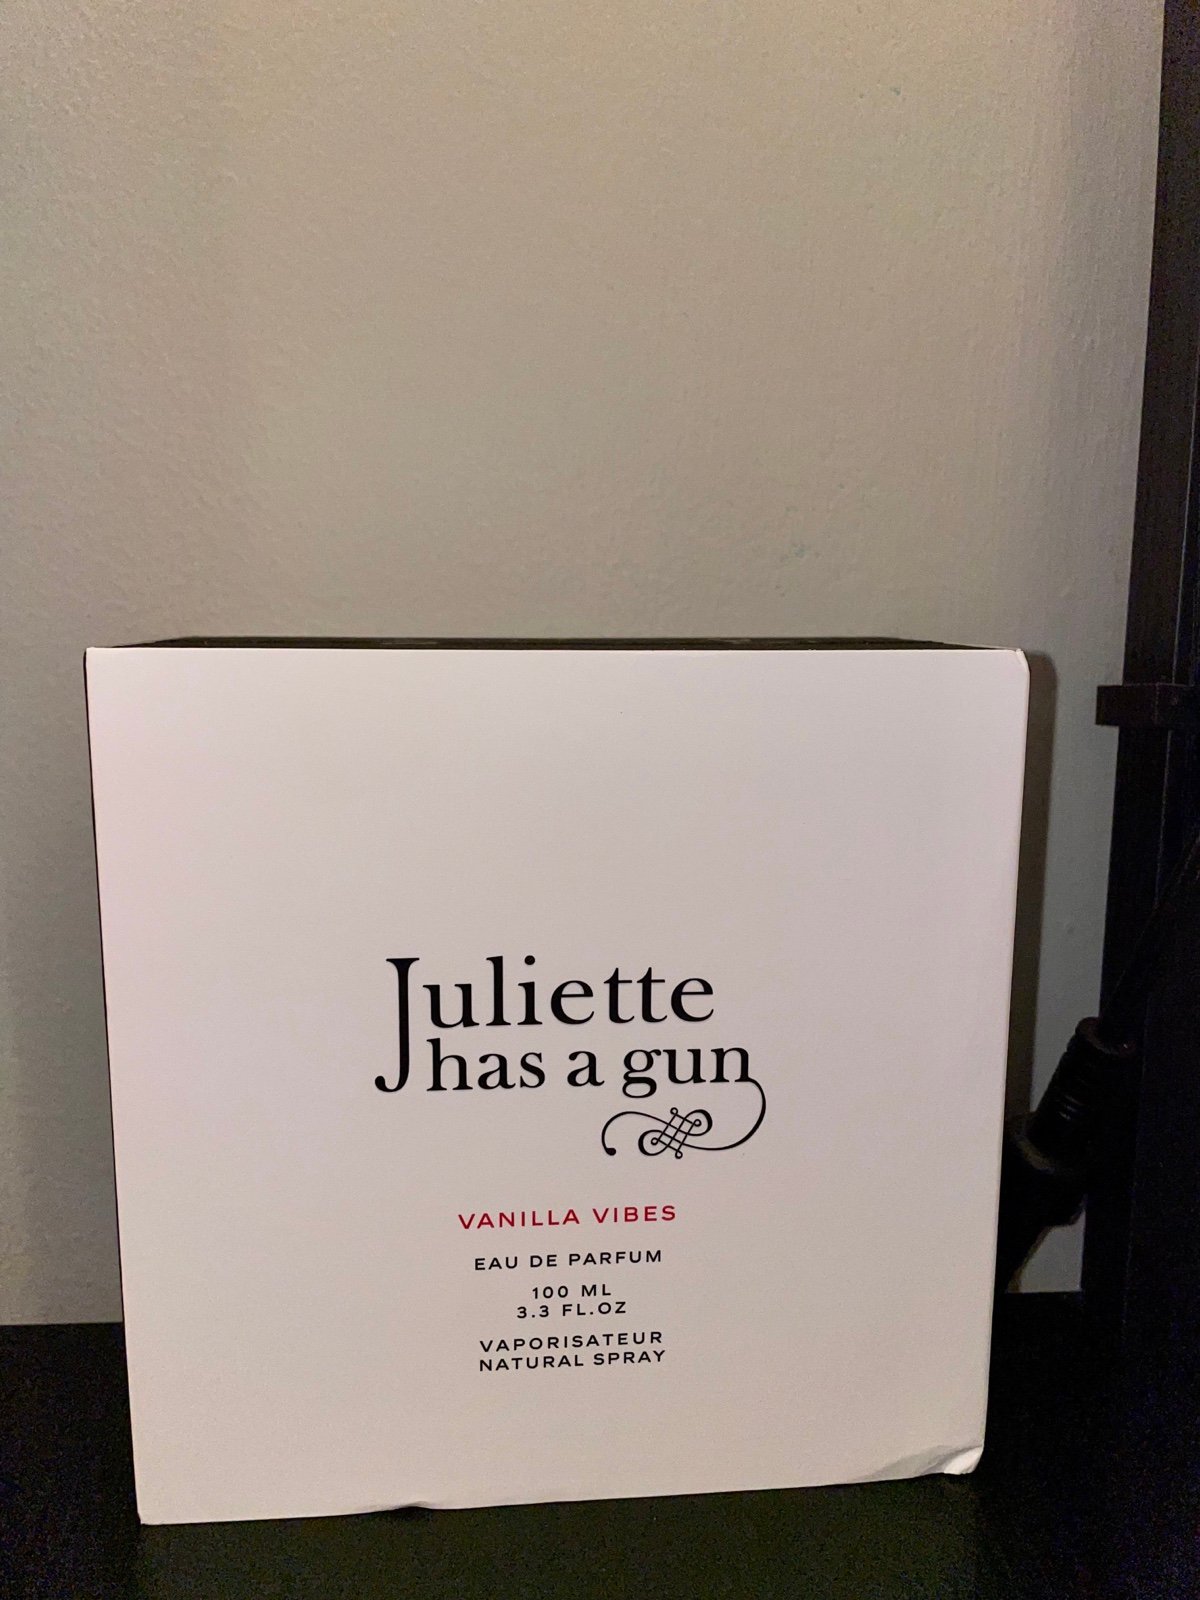 Juliette
has a gun
VANILLA VIBES
EAU DE PARFUM
100 ML
3.3 FL.OZ
VAPORISATEUR
NATURAL SPRAY